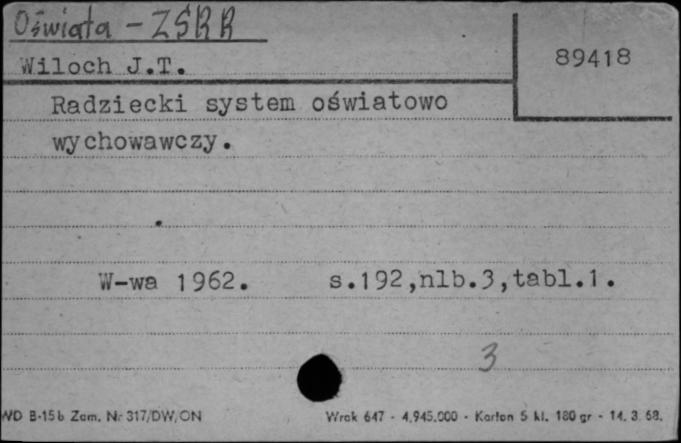 Oświata - ZSRR
Wiloch J.T.
89418
Radziecki system oświatowo
wychowawczy.
W-wa 1962. s.192,nlb.3,tabl.1.
3
WD B-15b Zam. Nr 317/DW/ON Wrak 647 - 4.945.000 - Karton 5 kl. 180 gr - 14. 3. 68.